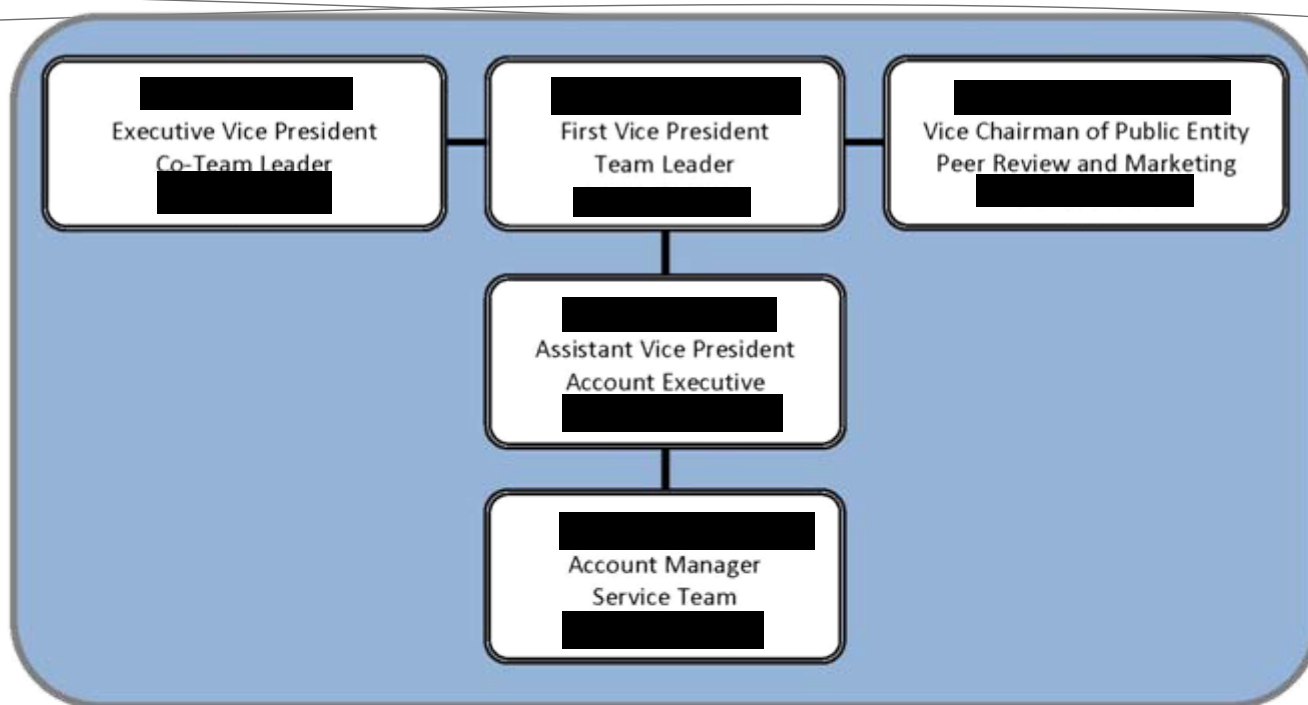 Executive Vice President
Co-Team Leader
First Vice President
Team Leader
Vice Chairman of Public Entity
Peer Review and Marketing
Assistant Vice President
Account Executive
Account Manager
Service Team